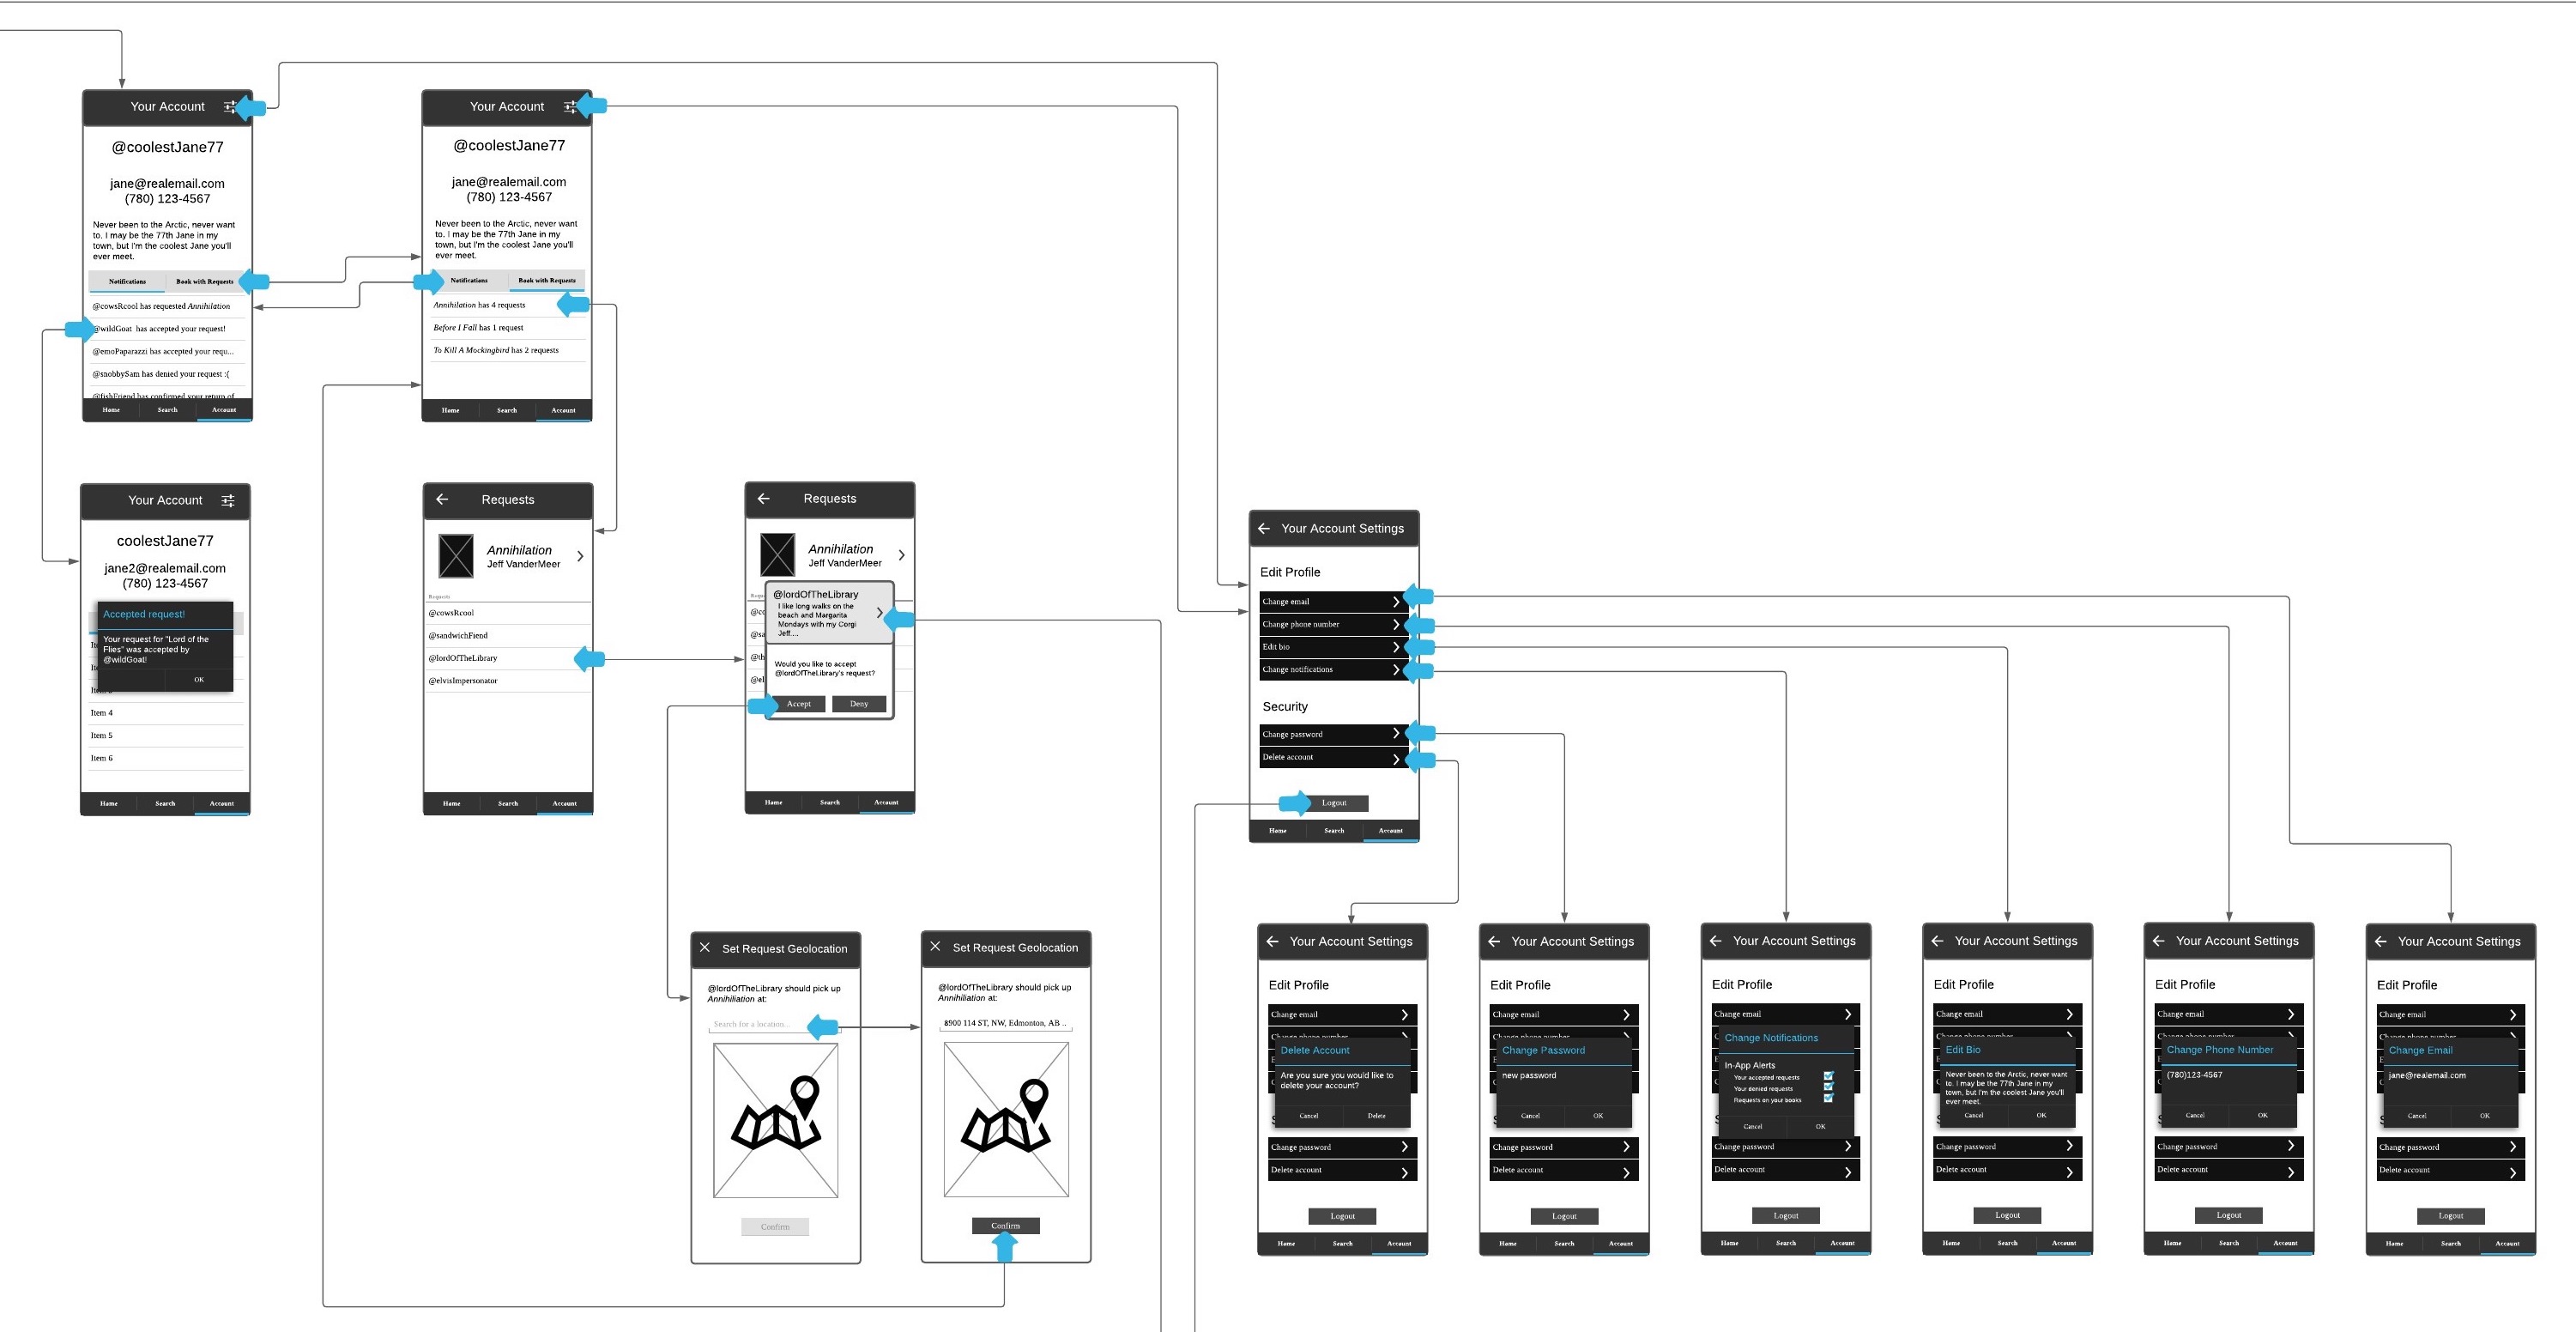 Your Account
@coolestJane77
jane@realemail.com
(780) 123-4567
Never been to the Arctic, never want
to. I may be the 77th Jane in my
town, but I'm the coolest Jane you'll
ever meet.
Notifications Book with Requests
@cowsRcool has requested Annihilation
@wildGoat has accepted your request!
@emoPaparazzi has accepted your requ...
@snobbySam has denied your request :(
@fishFriend has confirmed your return of
Home Search Account
Your Account
@coolestJane77
jane@realemail.com
(780) 123-4567
Never been to the Arctic, never want
to. I may be the 77th Jane in my
town, but I'm the coolest Jane you'll
ever meet.
Notifications Book with Requests
Annihilation has 4 requests
Before I Fall has 1 request
To Kill A Mockingbird has 2 requests
Home Search Account
Your Account
coolestJane77
jane2@realemail.com
(780) 123-4567
Accepted request!
Your request for "Lord of the
Flies" was accepted by
@wildGoat!
OK
Item 4
Item 5
Item 6
Home Search Account
Requests
Annihilation
Jeff VanderMeer
Requests
@cowsRcool
@sandwichFiend
@lordOfTheLibrary
@elvisImpersonator
Home Search Account
Requests
Annihilation
Jeff VanderMeer
@lordOfTheLibrary
I like long walks on the
beach and Margarita
Mondays with my Corgi
Jeff....
Would you like to accept
@lordOfTheLibrary's request?
Accept Deny
Home Search Account
Your Account Settings
Edit Profile
Change email
Change phone number
Edit bio
Change notifications
Security
Change password
Delete account
Logout
Home Search Account
Set Request Geolocation
@lordOfTheLibrary should pick up
Annihiliation at:
Search for a location...
Confirm
Set Request Geolocation
@lordOfTheLibrary should pick up
Annihiliation at:
8900 114 ST, NW, Edmonton, AB ..
Confirm
Your Account Settings
Edit Profile
Change email
Change phone number
Delete Account
Are you sure you would like to
delete your account?
Cancel Delete
Change password
Delete account
Logout
Home Search Account
Your Account Settings
Edit Profile
Change email
Change phone number
Change Password
new password
Cancel OK
Change password
Delete account
Logout
Home Search Account
Your Account Settings
Edit Profile
Change email
Change Notifications
In-App Alerts
Your accepted requests
Your denied requests
Requests on your books
Cancel OK
Change password
Delete account
Logout
Home Search Account
Your Account Settings
Edit Profile
Change email
Change phone number
Edit Bio
Never been to the Arctic, never want
to. I may be the 77th Jane in my
town, but I'm the coolest Jane you'll
ever meet.
Cancel OK
Change password
Delete account
Logout
Home Search Account
Your Account Settings
Edit Profile
Change email
Change phone number
Change Phone Number
(780)123-4567
Cancel OK
Change password
Delete account
Logout
Home Search Account
Your Account Settings
Edit Profile
Change email
Change phone number
Change Email
jane@realemail.com
Cancel OK
Change password
Delete account
Logout
Home Search Account